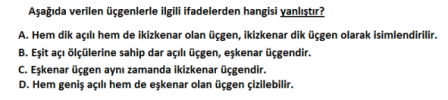 Aşağıda verilen üçgenlerle ilgili ifadelerden hangisi yanlıştır?
A. Hem dik açılı hem de ikizkenar olan üçgen, ikizkenar dik üçgen olarak isimlendirilir.
B. Eşit açı ölçülerine sahip dar açılı üçgen, eşkenar üçgendir.
C. Eşkenar üçgen aynı zamanda ikizkenar üçgendir.
D. Hem geniş açılı hem de eşkenar olan üçgen çizilebilir.